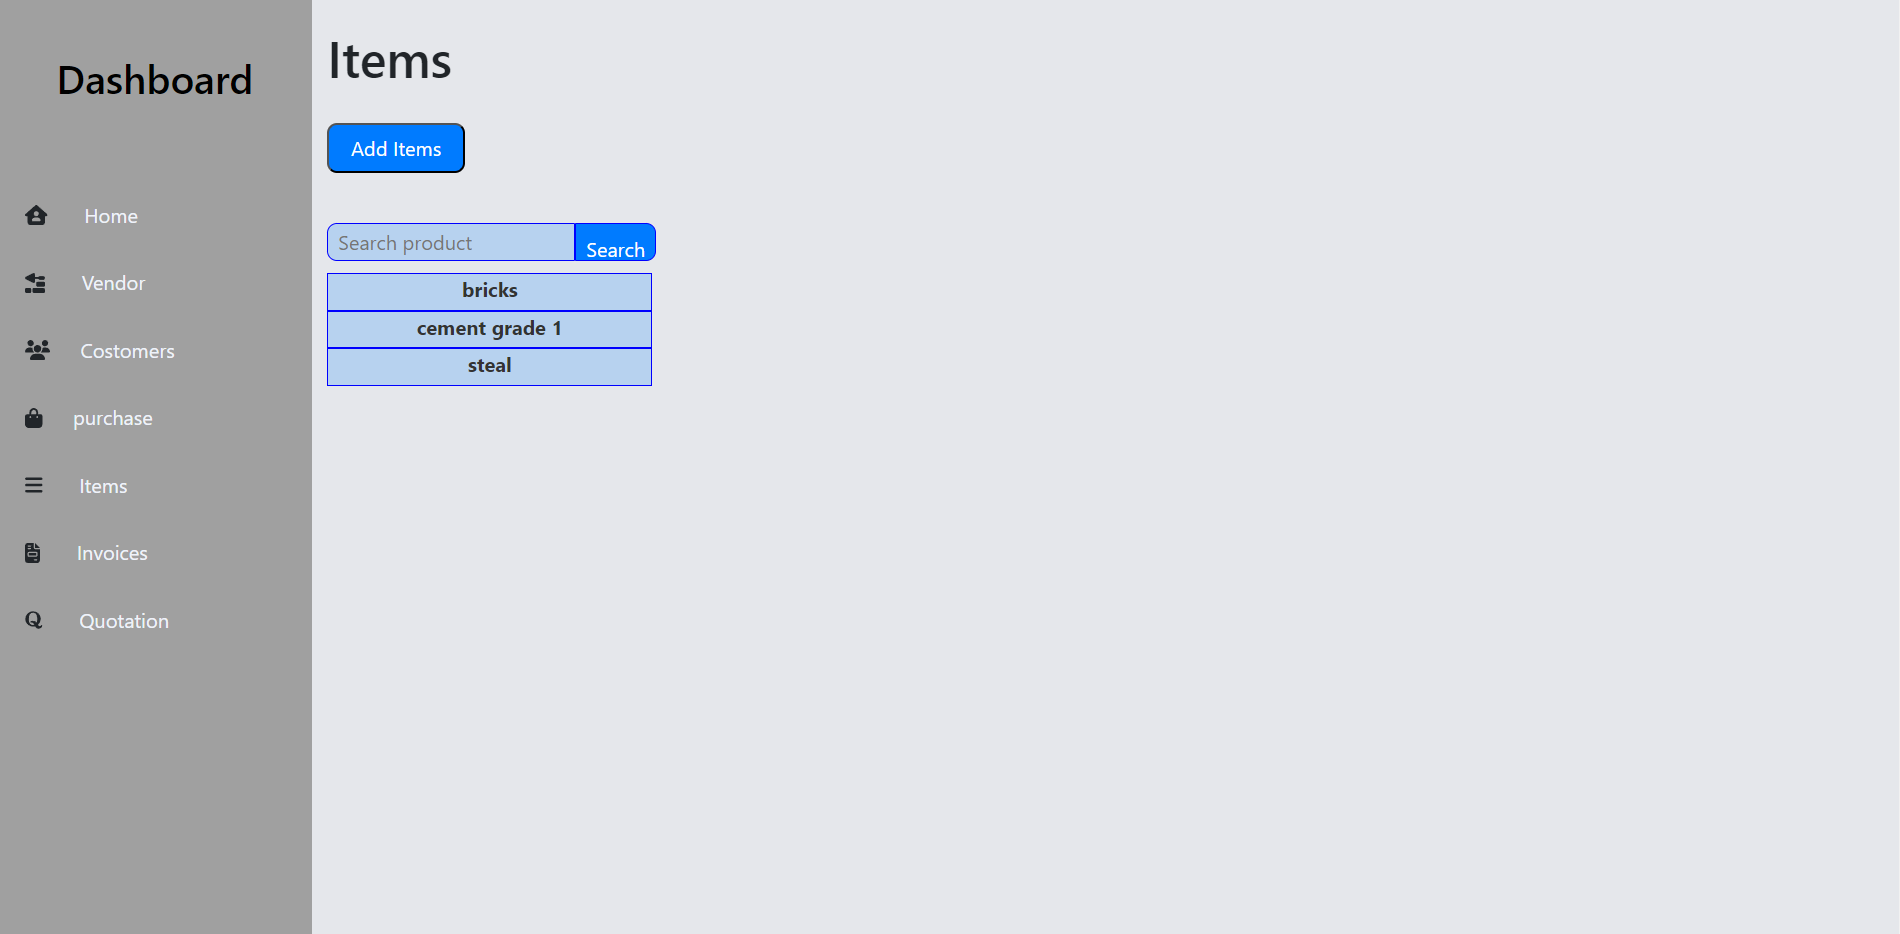 Dashboard
Home
Vendor
Costomers
purchase
Items
Invoices
Quotation
Items
Add Items
Search product
Search
bricks
cement grade 1
steal